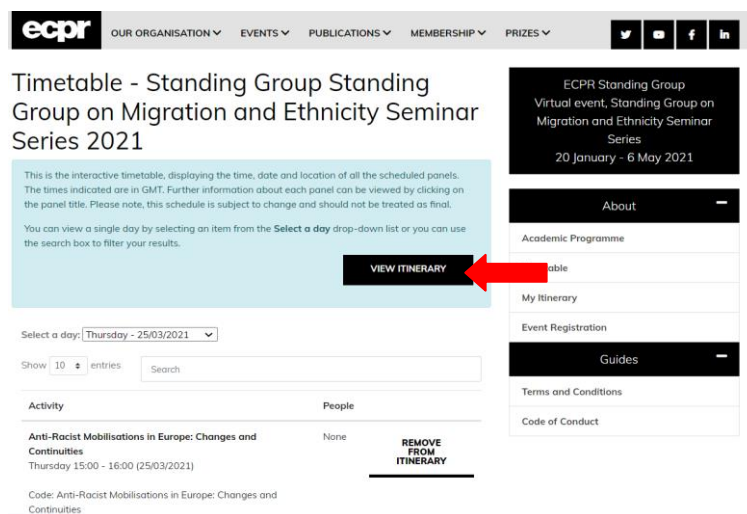 ecpr
OUR ORGANISATION
EVENTS
PUBLICATIONS
MEMBERSHIP
PRIZES
Timetable - Standing Group Standing
Group on Migration and Ethnicity Seminar
Series 2021
This is the interactive timetable, displaying the time, date and location of all the scheduled panels.
The times indicated are in GMT. Further information about each panel can be viewed by clicking on
the panel title. Please note, this schedule is subject to change and should not be treated as final.
You can view a single day by selecting an item from the Select a day drop-down list or you can use
the search box to filter your results.
VIEW ITINERARY
Select a day: Thursday - 25/03/2021
Show 10 entries
Search
Activity
People
Anti-Racist Mobilisations in Europe: Changes and
Continuities
Thursday 15:00 - 16:00 (25/03/2021)
None
REMOVE
FROM
ITINERARY
Code: Anti-Racist Mobilisations in Europe: Changes and
Continuities
ECPR Standing Group
Virtual event, Standing Group on
Migration and Ethnicity Seminar
Series
20 January - 6 May 2021
About
Academic Programme
able
My Itinerary
Event Registration
Guides
Terms and Conditions
Code of Conduct